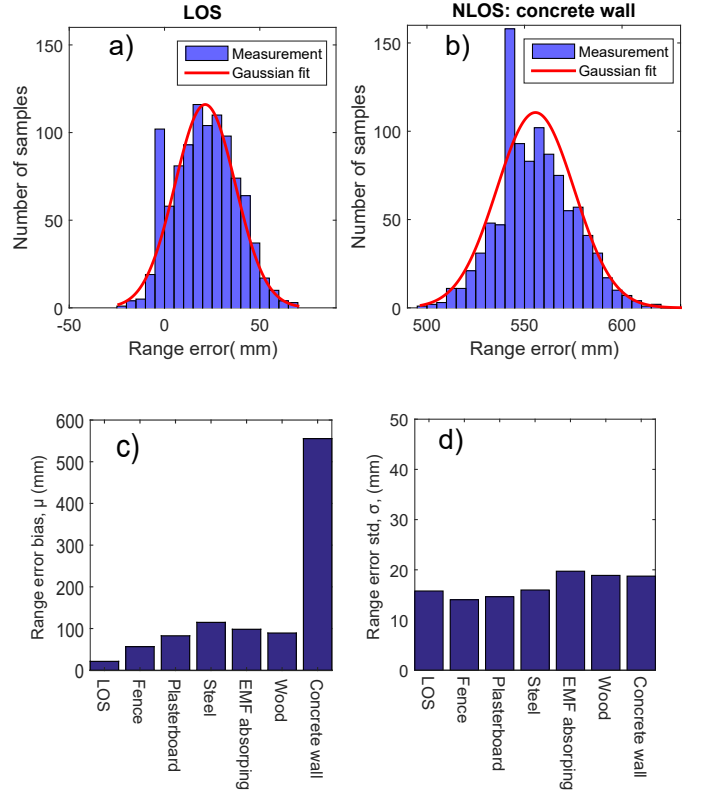 LOS
a)
Measurement
Gaussian fit
150
100
50
0
Number of samples
-50 0 50
Range error( mm)
NLOS: concrete wall
b)
Measurement
Gaussian fit
150
100
50
0
Number of samples
500 550 600
Range error( mm)
c)
600
500
400
300
200
100
0
Range error bias, μ (mm)
LOS
Fence
Plasterboard
Steel
EMF absorping
Wood
Concrete wall
d)
50
40
30
20
10
0
Range error std, σ, (mm)
LOS
Fence
Plasterboard
Steel
EMF absorping
Wood
Concrete wall